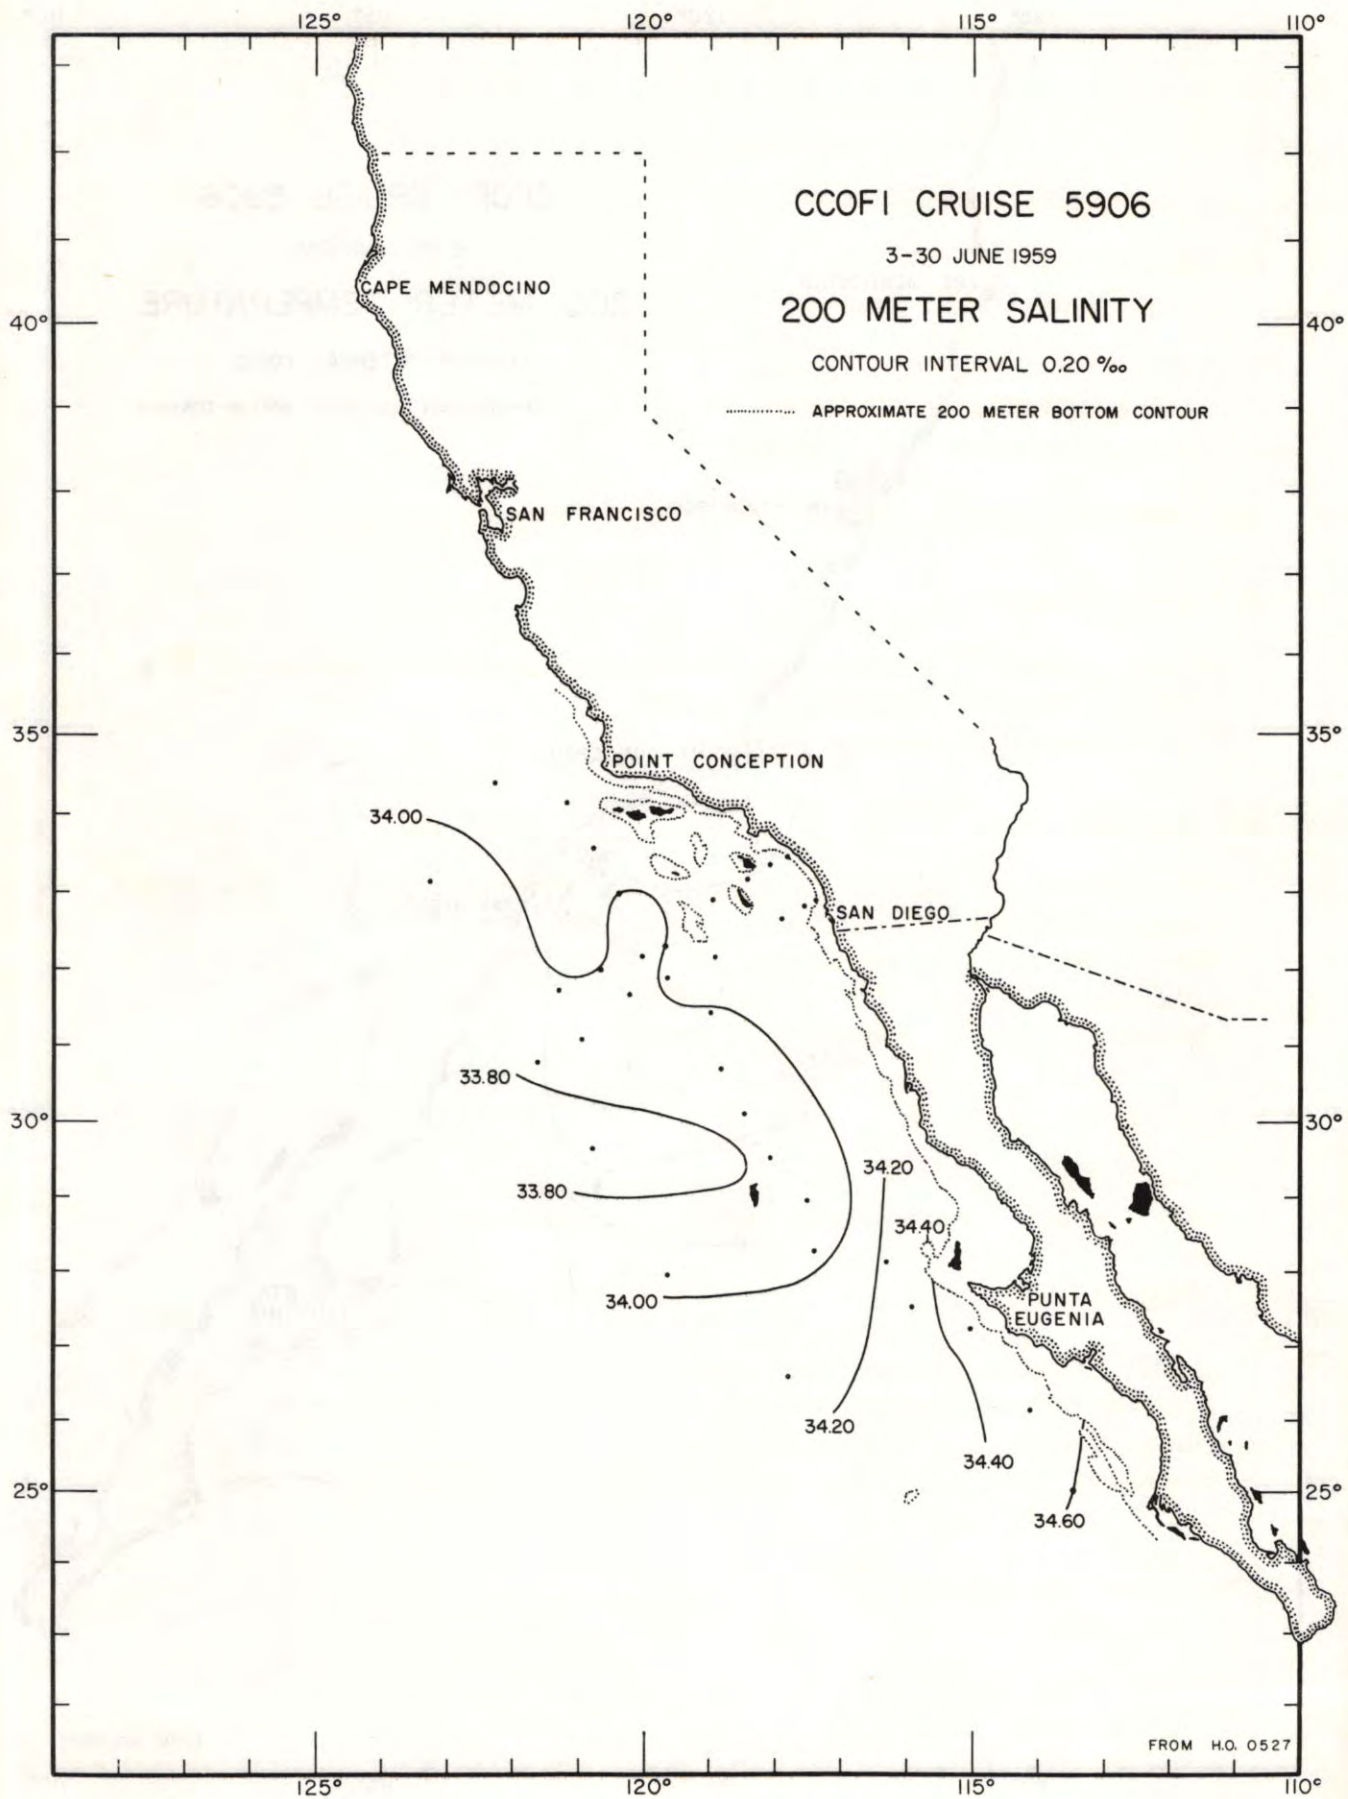 125° 120° 115° 110°
CCOFI CRUISE 5906
3-30 JUNE 1959
CAPE MENDOCINO
200 METER SALINITY
40° 40°
CONTOUR INTERVAL 0.20 ‰
APPROXIMATE 200 METER BOTTOM CONTOUR
SAN FRANCISCO
35° 35°
POINT CONCEPTION
34.00
SAN DIEGO
33.80
30° 30°
34.20
33.80
34.40
34.00
PUNTA
EUGENIA
34.20
34.40
25° 25°
34.60
FROM H.O. 0527
125° 120° 115° 110°